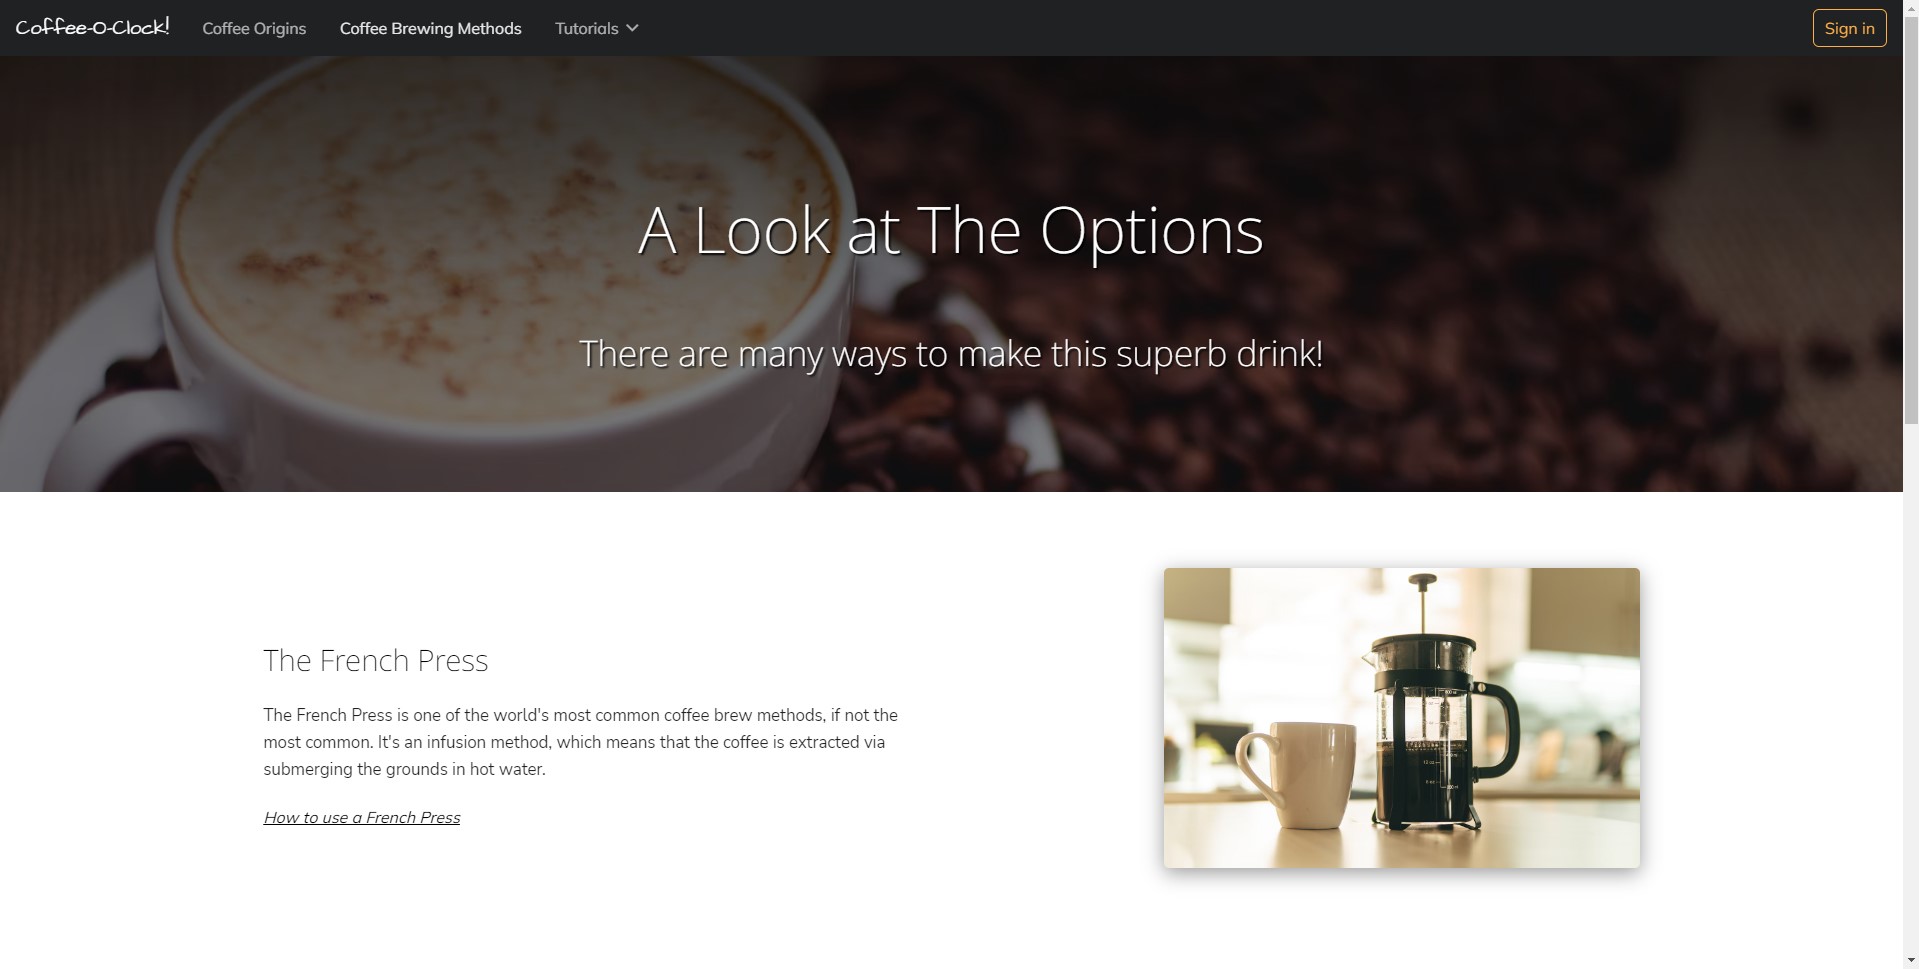 Coffee-O-Clock!
Coffee Origins
Coffee Brewing Methods
Tutorials
Sign in
A Look at The Options
There are many ways to make this superb drink!
The French Press
The French Press is one of the world's most common coffee brew methods, if not the
most common. It's an infusion method, which means that the coffee is extracted via
submerging the grounds in hot water.
How to use a French Press